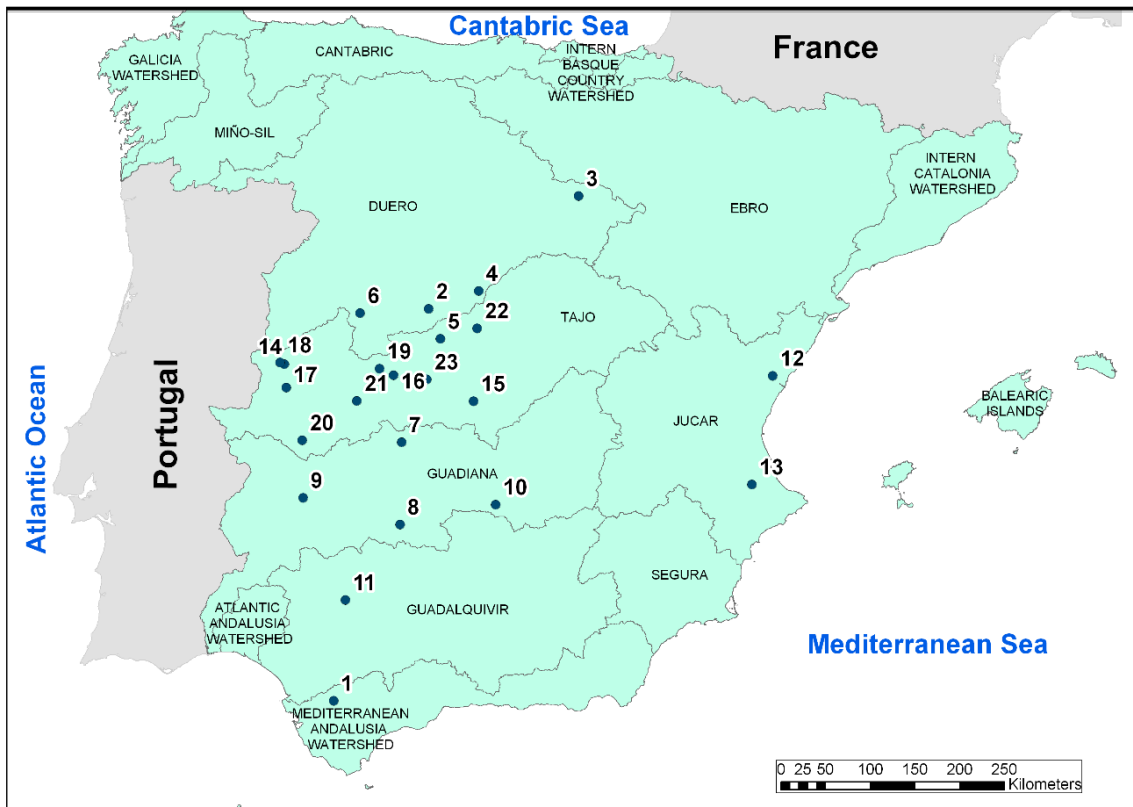 Cantabric Sea
France
CANTABRIC
GALICIA
WATERSHED
INTERN
BASQUE
COUNTRY
WATERSHED
MIÑO-SIL
INTERN
CATALONIA
WATERSHED
3
DUERO
EBRO
4
6
2
22
5
TAJO
14 18
19
12
17
23
21
16
15
BALEARIC
ISLANDS
JUCAR
20
7
GUADIANA
13
9
10
8
Atlantic Ocean
Portugal
SEGURA
11
GUADALQUIVIR
ATLANTIC
ANDALUSIA
WATERSHED
Mediterranean Sea
1
MEDITERRANEAN
ANDALUSIA
WATERSHED
0 25 50 100 150 200 250
Kilometers